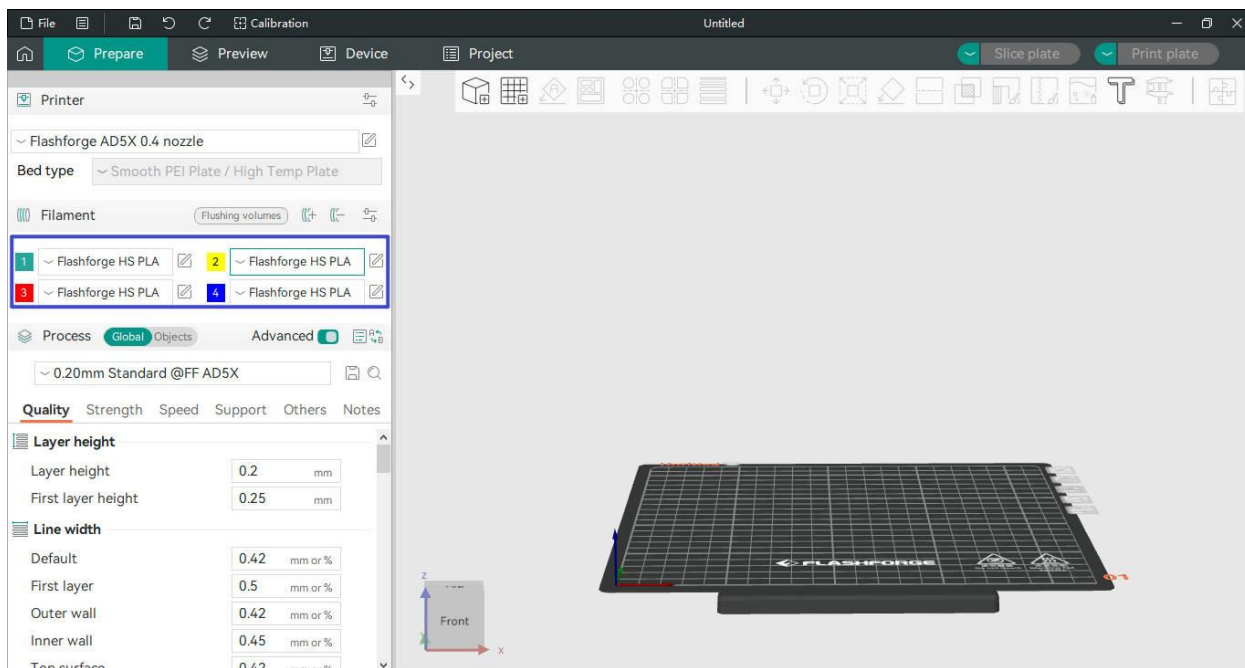 File Calibration Untitled
Prepare Preview Device Project Slice plate Print plate
Printer
Flashforge AD5X 0.4 nozzle
Bed type Smooth PEI Plate / High Temp Plate
Filament Flushing volumes
1 Flashforge HS PLA 2 Flashforge HS PLA
3 Flashforge HS PLA 4 Flashforge HS PLA
Process Global Objects Advanced
0.20mm Standard @FF AD5X
Quality Strength Speed Support Others Notes
Layer height
Layer height 0.2 mm
First layer height 0.25 mm
Line width
Default 0.42 mm or %
First layer 0.5 mm or %
Outer wall 0.42 mm or %
Inner wall 0.45 mm or %
Top surface 0.42
FLASHFORGE
01
z
Front
x